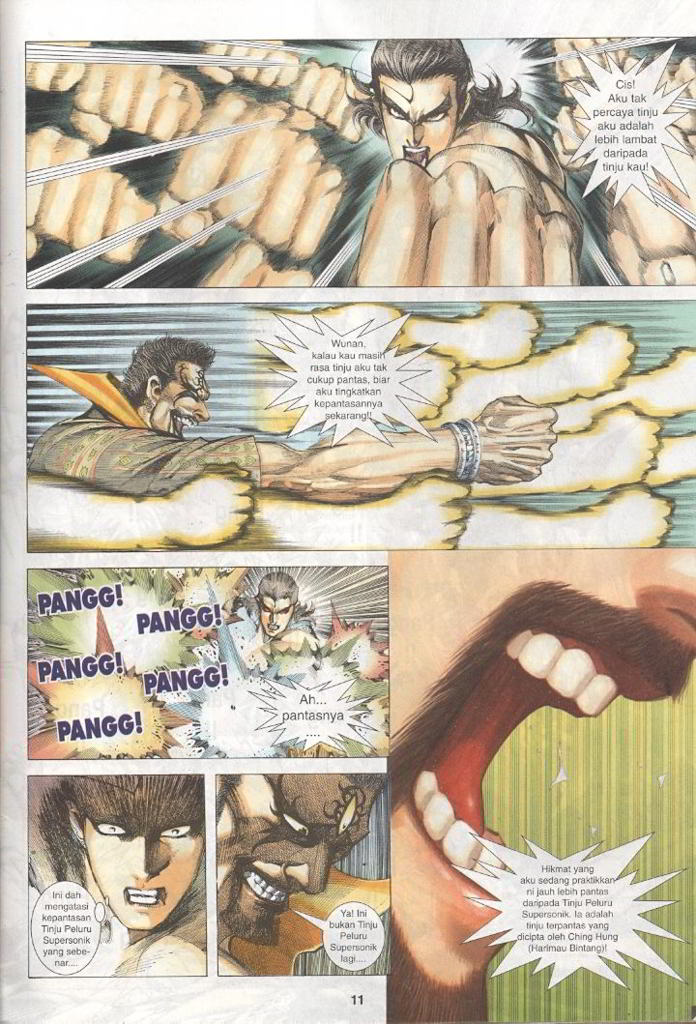 Cis!
Aku tak
percaya tinju
aku adalah
lebih lambat
daripada
tinju kau!
Wunan,
kalau kau masih
rasa tinju aku tak
cukup pantas, biar
aku tingkatkan
kepantasannya
sekarang!!
PANGG!
PANGG!
PANGG!
PANGG!
PANGG!
Ah...
pantasnya
....
Ini dah
mengatasi
kepantasan
Tinju Peluru
Supersonik
yang sebe-
nar....
Ya! Ini
bukan Tinju
Peluru
Supersonik
lagi....
Hikmat yang
aku sedang praktikkan
ni jauh lebih pantas
daripada Tinju Peluru
Supersonik. Ia adalah
tinju terpantas yang
dicipta oleh Ching Hung
(Harimau Bintang)!
11